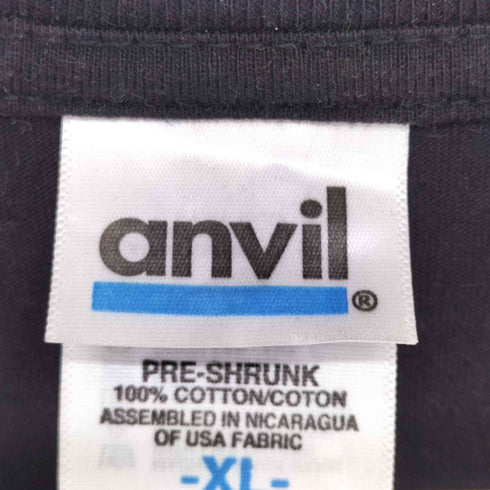 anvil
®
PRE-SHRUNK
100% COTTON/COTON
ASSEMBLED IN NICARAGUA
OF USA FABRIC
-XL-